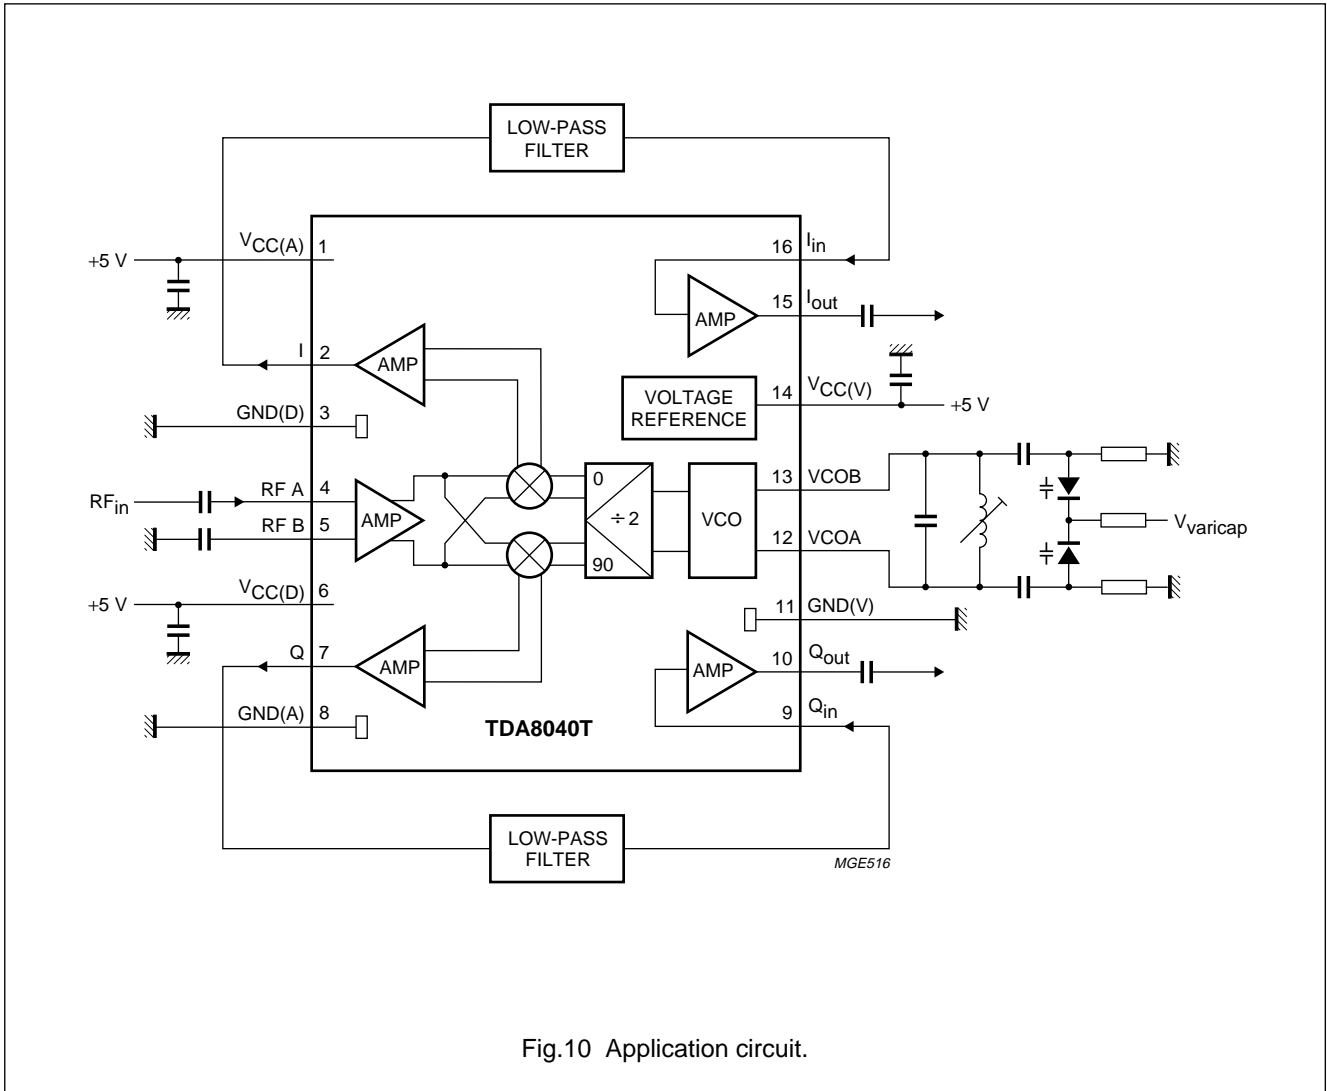 LOW-PASS
FILTER
+5 V
VCC(A)
1
16
Iin
AMP
15
Iout
I
2
AMP
VOLTAGE
REFERENCE
14
VCC(V)
+5 V
GND(D)
3
RFin
RF A
4
RF B
5
AMP
0
÷ 2
90
VCO
13
VCOB
12
VCOA
Vvaricap
+5 V
VCC(D)
6
11
GND(V)
Q
7
AMP
AMP
10
Qout
GND(A)
8
9
Qin
TDA8040T
LOW-PASS
FILTER
MGE516
Fig.10 Application circuit.